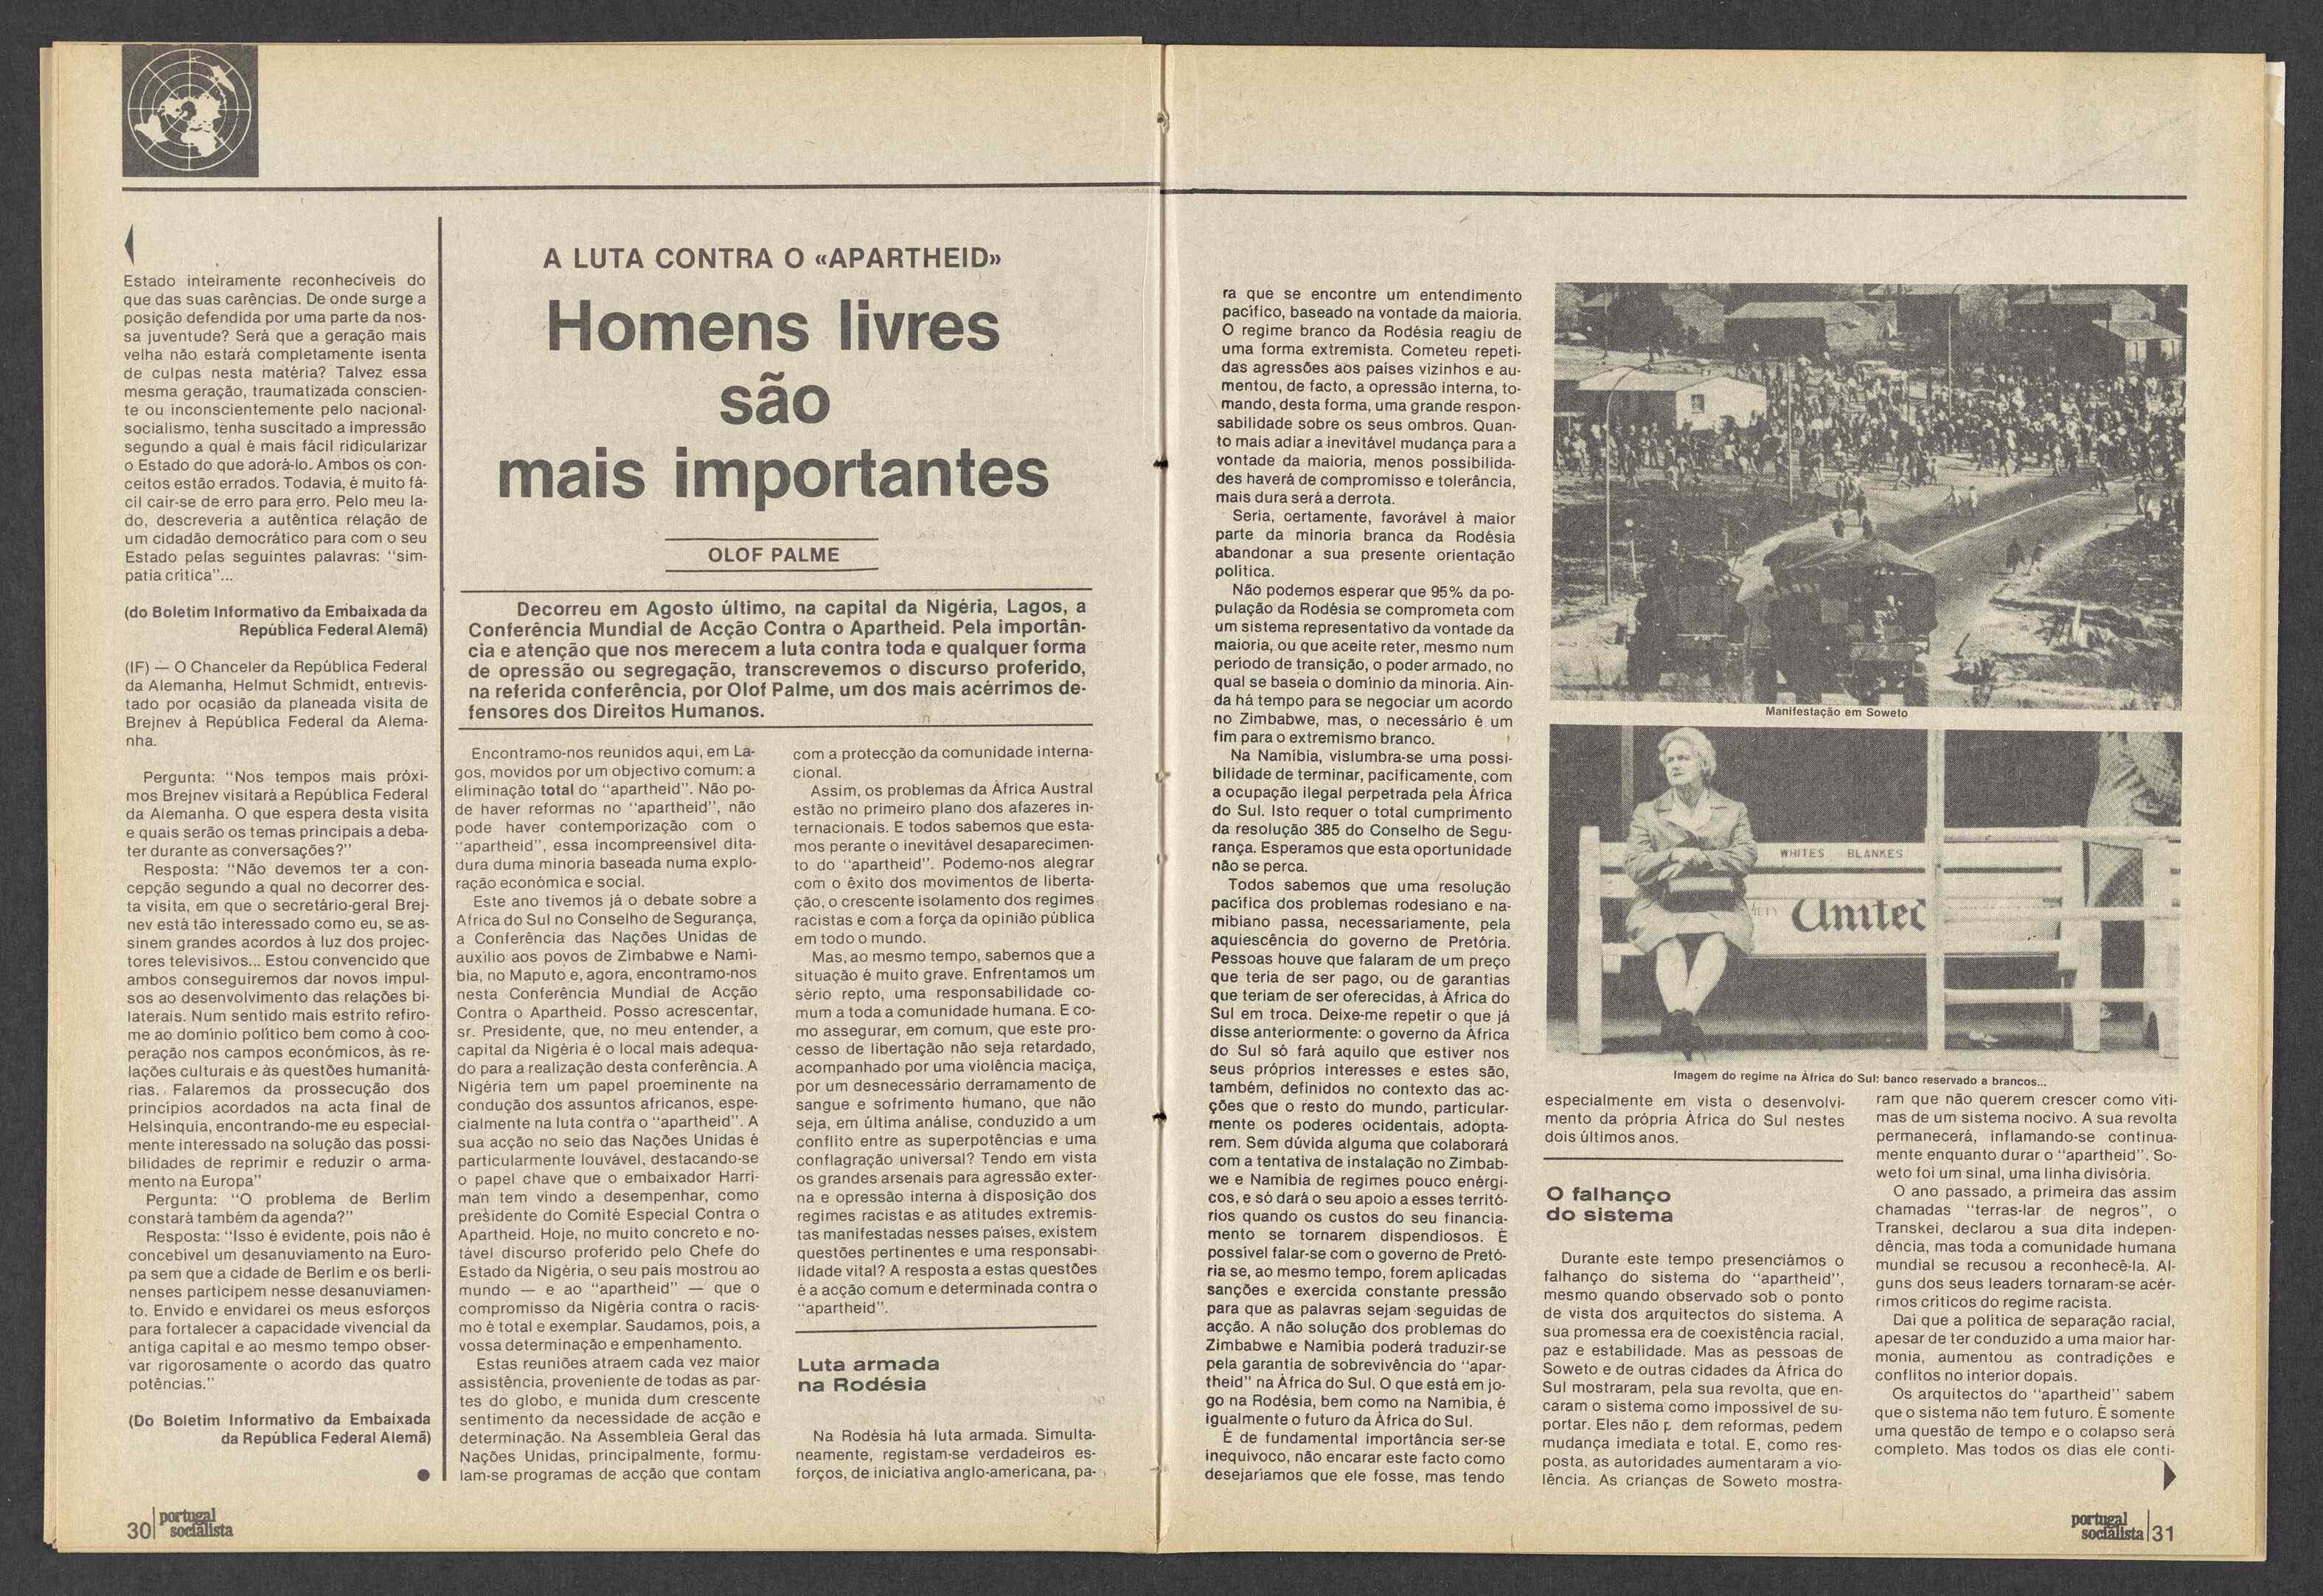 Estado inteiramente reconhecíveis do
que das suas carências. De onde surge a
posição defendida por uma parte da nos-
sa juventude? Será que a geração mais
velha não estará completamente isenta
de culpas nesta matéria? Talvez essa
mesma geração, traumatizada conscien-
te ou inconscientemente pelo nacional-
socialismo, tenha suscitado a impressão
segundo a qual é mais fácil ridicularizar
o Estado do que adorá-lo. Ambos os con-
ceitos estão errados. Todavia, é muito fá-
cil cair-se de erro para erro. Pelo meu la-
do, descreveria a autêntica relação de
um cidadão democrático para com o seu
Estado pelas seguintes palavras: "sim-
patia crítica"...
(do Boletim Informativo da Embaixada da
República Federal Alemã)
(IF) — O Chanceler da República Federal
da Alemanha, Helmut Schmidt, entrevis-
tado por ocasião da planeada visita de
Brejnev à República Federal da Alema-
nha.
Pergunta: "Nos tempos mais próxi-
mos Brejnev visitará a República Federal
da Alemanha. O que espera desta visita
e quais serão os temas principais a deba-
ter durante as conversações?"
Resposta: "Não devemos ter a con-
cepção segundo a qual no decorrer des-
ta visita, em que o secretário-geral Brej-
nev está tão interessado como eu, se as-
sinem grandes acordos à luz dos projec-
tores televisivos... Estou convencido que
ambos conseguiremos dar novos impul-
sos ao desenvolvimento das relações bi-
laterais. Num sentido mais estrito refiro-
me ao domínio político bem como à coo-
peração nos campos económicos, às re-
lações culturais e às questões humanitá-
rias. Falaremos da prossecução dos
princípios acordados na acta final de
Helsínquia, encontrando-me eu especial-
mente interessado na solução das possi-
bilidades de reprimir e reduzir o arma-
mento na Europa"
Pergunta: "O problema de Berlim
constará também da agenda?"
Resposta: "Isso é evidente, pois não é
concebível um desanuviamento na Euro-
pa sem que a cidade de Berlim e os berli-
nenses participem nesse desanuviamen-
to. Envido e envidarei os meus esforços
para fortalecer a capacidade vivencial da
antiga capital e ao mesmo tempo obser-
var rigorosamente o acordo das quatro
potências."
(Do Boletim Informativo da Embaixada
da República Federal Alemã)
30 portugal
socialista
A LUTA CONTRA O «APARTHEID»
Homens livres
são
mais importantes
OLOF PALME
Decorreu em Agosto último, na capital da Nigéria, Lagos, a
Conferência Mundial de Acção Contra o Apartheid. Pela importân-
cia e atenção que nos merecem a luta contra toda e qualquer forma
de opressão ou segregação, transcrevemos o discurso proferido,
na referida conferência, por Olof Palme, um dos mais acérrimos de-
fensores dos Direitos Humanos.
Encontramo-nos reunidos aqui, em La-
gos, movidos por um objectivo comum: a
eliminação total do "apartheid". Não po-
de haver reformas no "apartheid", não
pode haver contemporização com o
"apartheid", essa incompreensível dita-
dura duma minoria baseada numa explo-
ração económica e social.
Este ano tivemos já o debate sobre a
África do Sul no Conselho de Segurança,
a Conferência das Nações Unidas de
auxílio aos povos de Zimbabwe e Namí-
bia, no Maputo e, agora, encontramo-nos
nesta Conferência Mundial de Acção
Contra o Apartheid. Posso acrescentar,
sr. Presidente, que, no meu entender, a
capital da Nigéria é o local mais adequa-
do para a realização desta conferência. A
Nigéria tem um papel proeminente na
condução dos assuntos africanos, espe-
cialmente na luta contra o "apartheid". A
sua acção no seio das Nações Unidas é
particularmente louvável, destacando-se
o papel chave que o embaixador Harri-
man tem vindo a desempenhar, como
presidente do Comité Especial Contra o
Apartheid. Hoje, no muito concreto e no-
tável discurso proferido pelo Chefe do
Estado da Nigéria, o seu país mostrou ao
mundo — e ao "apartheid" — que o
compromisso da Nigéria contra o racis-
mo é total e exemplar. Saudamos, pois, a
vossa determinação e empenhamento.
Estas reuniões atraem cada vez maior
assistência, proveniente de todas as par-
tes do globo, e munida dum crescente
sentimento da necessidade de acção e
determinação. Na Assembleia Geral das
Nações Unidas, principalmente, formu-
lam-se programas de acção que contam
com a protecção da comunidade interna-
cional.
Assim, os problemas da África Austral
estão no primeiro plano dos afazeres in-
ternacionais. E todos sabemos que esta-
mos perante o inevitável desaparecimen-
to do "apartheid". Podemo-nos alegrar
com o êxito dos movimentos de liberta-
ção, o crescente isolamento dos regimes
racistas e com a força da opinião pública
em todo o mundo.
Mas, ao mesmo tempo, sabemos que a
situação é muito grave. Enfrentamos um
sério repto, uma responsabilidade co-
mum a toda a comunidade humana. E co-
mo assegurar, em comum, que este pro-
cesso de libertação não seja retardado,
acompanhado por uma violência maciça,
por um desnecessário derramamento de
sangue e sofrimento humano, que não
seja, em última análise, conduzido a um
conflito entre as superpotências e uma
conflagração universal? Tendo em vista
os grandes arsenais para agressão exter-
na e opressão interna à disposição dos
regimes racistas e as atitudes extremis-
tas manifestadas nesses países, existem
questões pertinentes e uma responsabi-
lidade vital? A resposta a estas questões
é a acção comum e determinada contra o
"apartheid".
Luta armada
na Rodésia
Na Rodésia há luta armada. Simulta-
neamente, registam-se verdadeiros es-
forços, de iniciativa anglo-americana, pa-
ra que se encontre um entendimento
pacífico, baseado na vontade da maioria.
O regime branco da Rodésia reagiu de
uma forma extremista. Cometeu repeti-
das agressões aos países vizinhos e au-
mentou, de facto, a opressão interna, to-
mando, desta forma, uma grande respon-
sabilidade sobre os seus ombros. Quan-
to mais adiar a inevitável mudança para a
vontade da maioria, menos possibilida-
des haverá de compromisso e tolerância,
mais dura será a derrota.
Seria, certamente, favorável à maior
parte da minoria branca da Rodésia
abandonar a sua presente orientação
política.
Não podemos esperar que 95% da po-
pulação da Rodésia se comprometa com
um sistema representativo da vontade da
maioria, ou que aceite reter, mesmo num
período de transição, o poder armado, no
qual se baseia o domínio da minoria. Ain-
da há tempo para se negociar um acordo
no Zimbabwe, mas, o necessário é um
fim para o extremismo branco.
Na Namíbia, vislumbra-se uma possi-
bilidade de terminar, pacificamente, com
a ocupação ilegal perpetrada pela África
do Sul. Isto requer o total cumprimento
da resolução 385 do Conselho de Segu-
rança. Esperamos que esta oportunidade
não se perca.
Todos sabemos que uma resolução
pacífica dos problemas rodesiano e na-
mibiano passa, necessariamente, pela
aquiescência do governo de Pretória.
Pessoas houve que falaram de um preço
que teria de ser pago, ou de garantias
que teriam de ser oferecidas, à África do
Sul em troca. Deixe-me repetir o que já
disse anteriormente: o governo da África
do Sul só fará aquilo que estiver nos
seus próprios interesses e estes são,
também, definidos no contexto das ac-
ções que o resto do mundo, particular-
mente os poderes ocidentais, adopta-
rem. Sem dúvida alguma que colaborará
com a tentativa de instalação no Zimbab-
we e Namíbia de regimes pouco enérgi-
cos, e só dará o seu apoio a esses territó-
rios quando os custos do seu financia-
mento se tornarem dispendiosos. É
possível falar-se com o governo de Pretó-
ria se, ao mesmo tempo, forem aplicadas
sanções e exercida constante pressão
para que as palavras sejam seguidas de
acção. A não solução dos problemas do
Zimbabwe e Namíbia poderá traduzir-se
pela garantia de sobrevivência do "apar-
theid" na África do Sul. O que está em jo-
go na Rodésia, bem como na Namíbia, é
igualmente o futuro da África do Sul.
É de fundamental importância ser-se
inequívoco, não encarar este facto como
desejaríamos que ele fosse, mas tendo
Manifestação em Soweto
WHITES BLANKES
United
Imagem do regime na África do Sul: banco reservado a brancos...
especialmente em vista o desenvolvi-
mento da própria África do Sul nestes
dois últimos anos.
O falhanço
do sistema
Durante este tempo presenciámos o
falhanço do sistema do "apartheid",
mesmo quando observado sob o ponto
de vista dos arquitectos do sistema. A
sua promessa era de coexistência racial,
paz e estabilidade. Mas as pessoas de
Soweto e de outras cidades da África do
Sul mostraram, pela sua revolta, que en-
caram o sistema como impossível de su-
portar. Eles não p dem reformas, pedem
mudança imediata e total. E, como res-
posta, as autoridades aumentaram a vio-
lência. As crianças de Soweto mostra-
ram que não querem crescer como víti-
mas de um sistema nocivo. A sua revolta
permanecerá, inflamando-se continua-
mente enquanto durar o "apartheid". So-
weto foi um sinal, uma linha divisória.
O ano passado, a primeira das assim
chamadas "terras-lar de negros", o
Transkei, declarou a sua dita indepen-
dência, mas toda a comunidade humana
mundial se recusou a reconhecê-la. Al-
guns dos seus leaders tornaram-se acér-
rimos críticos do regime racista.
Daí que a política de separação racial,
apesar de ter conduzido a uma maior har-
monia, aumentou as contradições e
conflitos no interior dopaís.
Os arquitectos do "apartheid" sabem
que o sistema não tem futuro. É somente
uma questão de tempo e o colapso será
completo. Mas todos os dias ele conti-
portugal
socialista 31